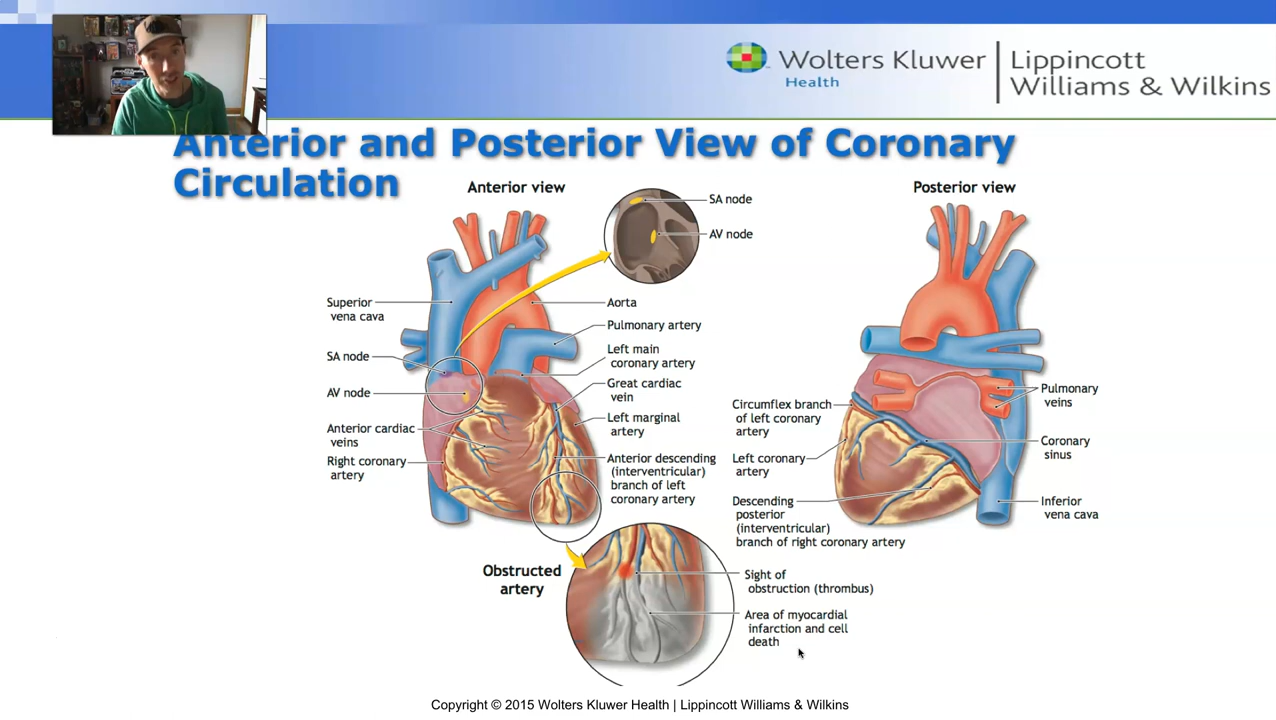 Wolters Kluwer
Health
Lippincott
Williams & Wilkins
Anterior and Posterior View of Coronary
Circulation
Anterior view
SA node
AV node
Superior
vena cava
SA node
AV node
Anterior cardiac
veins
Right coronary
artery
Aorta
Pulmonary artery
Left main
coronary artery
Great cardiac
vein
Left marginal
artery
Anterior descending
(interventricular)
branch of left
coronary artery
Obstructed
artery
Sight of
obstruction (thrombus)
Area of myocardial
infarction and cell
death
Posterior view
Circumflex branch
of left coronary
artery
Left coronary
artery
Descending
posterior
(interventricular)
branch of right coronary artery
Pulmonary
veins
Coronary
sinus
Inferior
vena cava
Copyright © 2015 Wolters Kluwer Health | Lippincott Williams & Wilkins